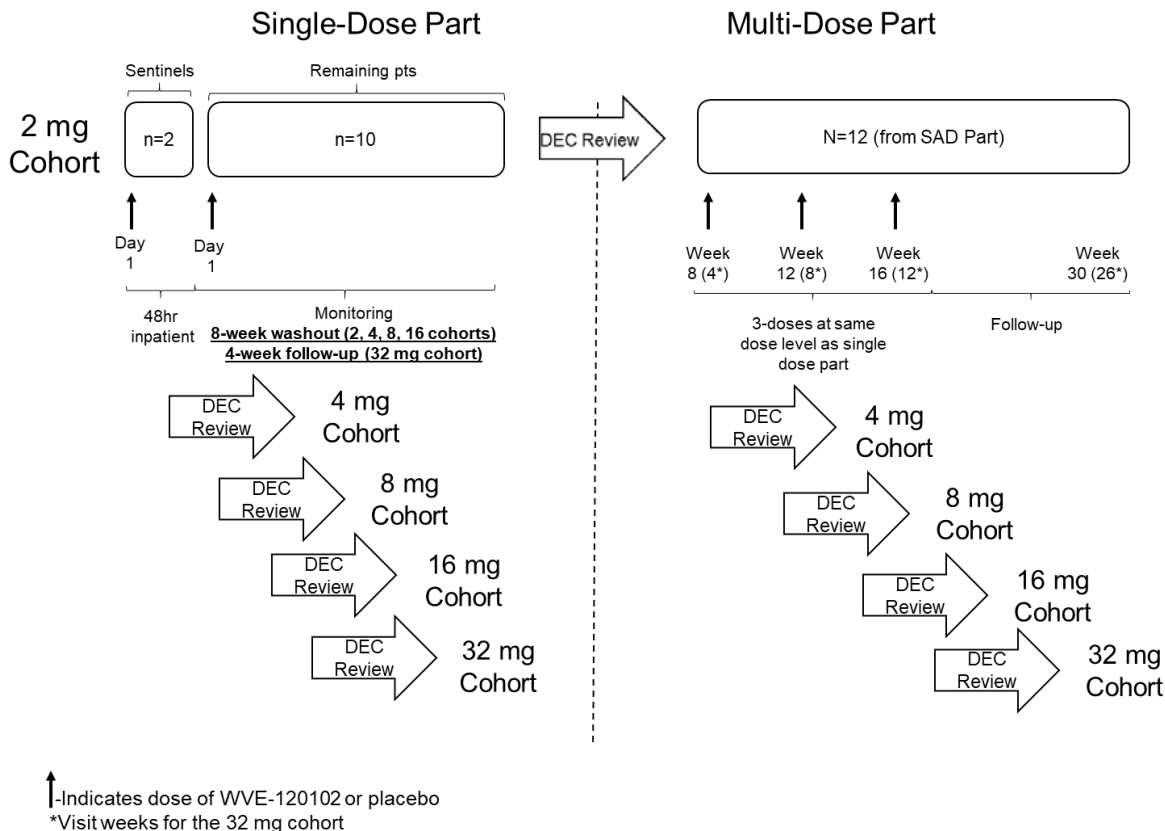 Single-Dose Part
Multi-Dose Part
Sentinels
Remaining pts
2 mg
Cohort
n=2
n=10
DEC Review
N=12 (from SAD Part)
Day
1
Day
1
Week
8 (4*)
Week
12 (8*)
Week
16 (12*)
Week
30 (26*)
48hr
inpatient
Monitoring
8-week washout (2, 4, 8, 16 cohorts)
4-week follow-up (32 mg cohort)
3-doses at same
dose level as single
dose part
Follow-up
DEC
Review
4 mg
Cohort
DEC
Review
8 mg
Cohort
DEC
Review
16 mg
Cohort
DEC
Review
32 mg
Cohort
DEC
Review
4 mg
Cohort
DEC
Review
8 mg
Cohort
DEC
Review
16 mg
Cohort
DEC
Review
32 mg
Cohort
-Indicates dose of WVE-120102 or placebo
*Visit weeks for the 32 mg cohort